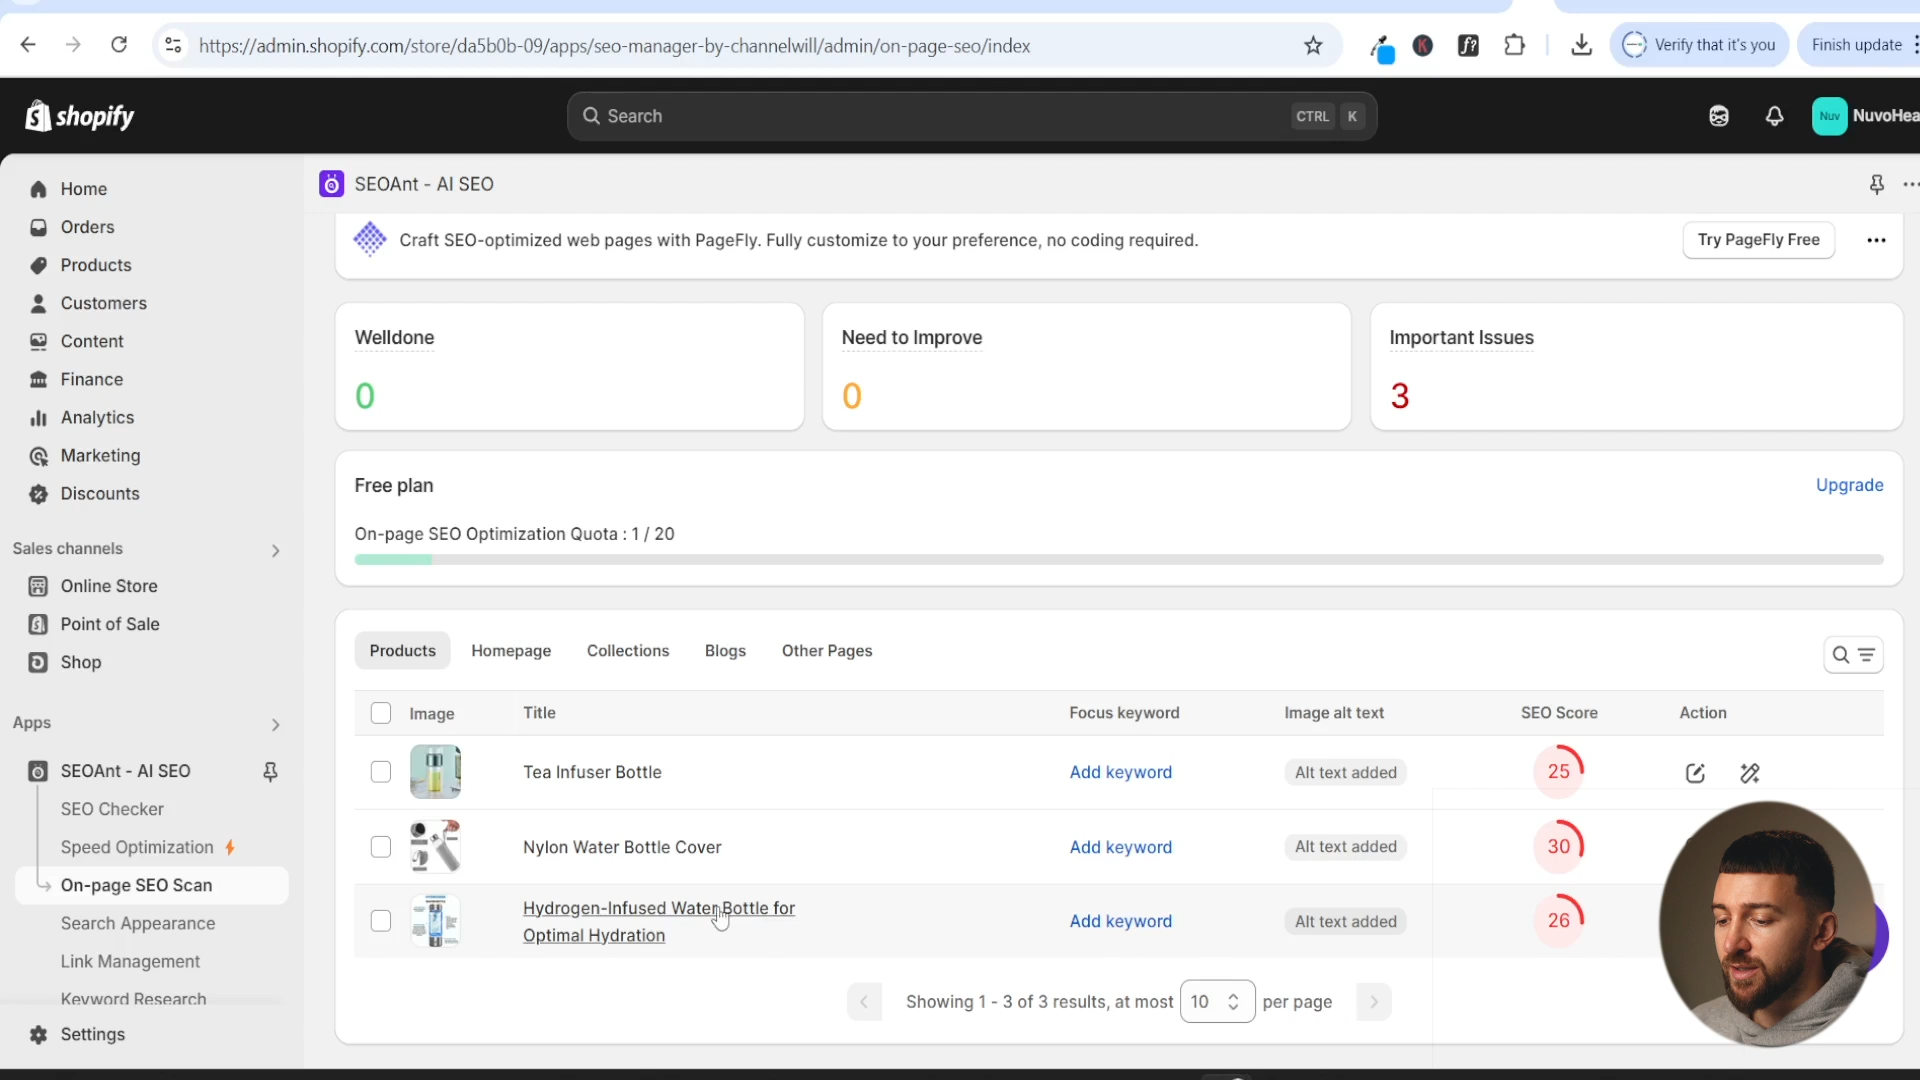 https://admin.shopify.com/store/da5b0b-09/apps/seo-manager-by-channelwill/admin/on-page-seo/index
Verify that it's you
Finish update
shopify
Search
CTRL K
Nuv
NuvoHea
Home
Orders
Products
Customers
Content
Finance
Analytics
Marketing
Discounts
Sales channels
Online Store
Point of Sale
Shop
Apps
SEOAnt - AI SEO
SEO Checker
Speed Optimization
On-page SEO Scan
Search Appearance
Link Management
Keyword Research
Settings
SEOAnt - AI SEO
Craft SEO-optimized web pages with PageFly. Fully customize to your preference, no coding required.
Try PageFly Free
Welldone
0
Need to Improve
0
Important Issues
3
Free plan
Upgrade
On-page SEO Optimization Quota : 1 / 20
Products Homepage Collections Blogs Other Pages
Image Title Focus keyword Image alt text SEO Score Action
Tea Infuser Bottle Add keyword Alt text added 25
Nylon Water Bottle Cover Add keyword Alt text added 30
Hydrogen-Infused Water Bottle for
Optimal Hydration
Add keyword Alt text added 26
Showing 1 - 3 of 3 results, at most 10 per page